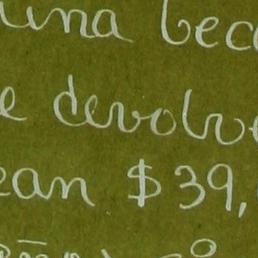 una bec
e devolv
ean $39,